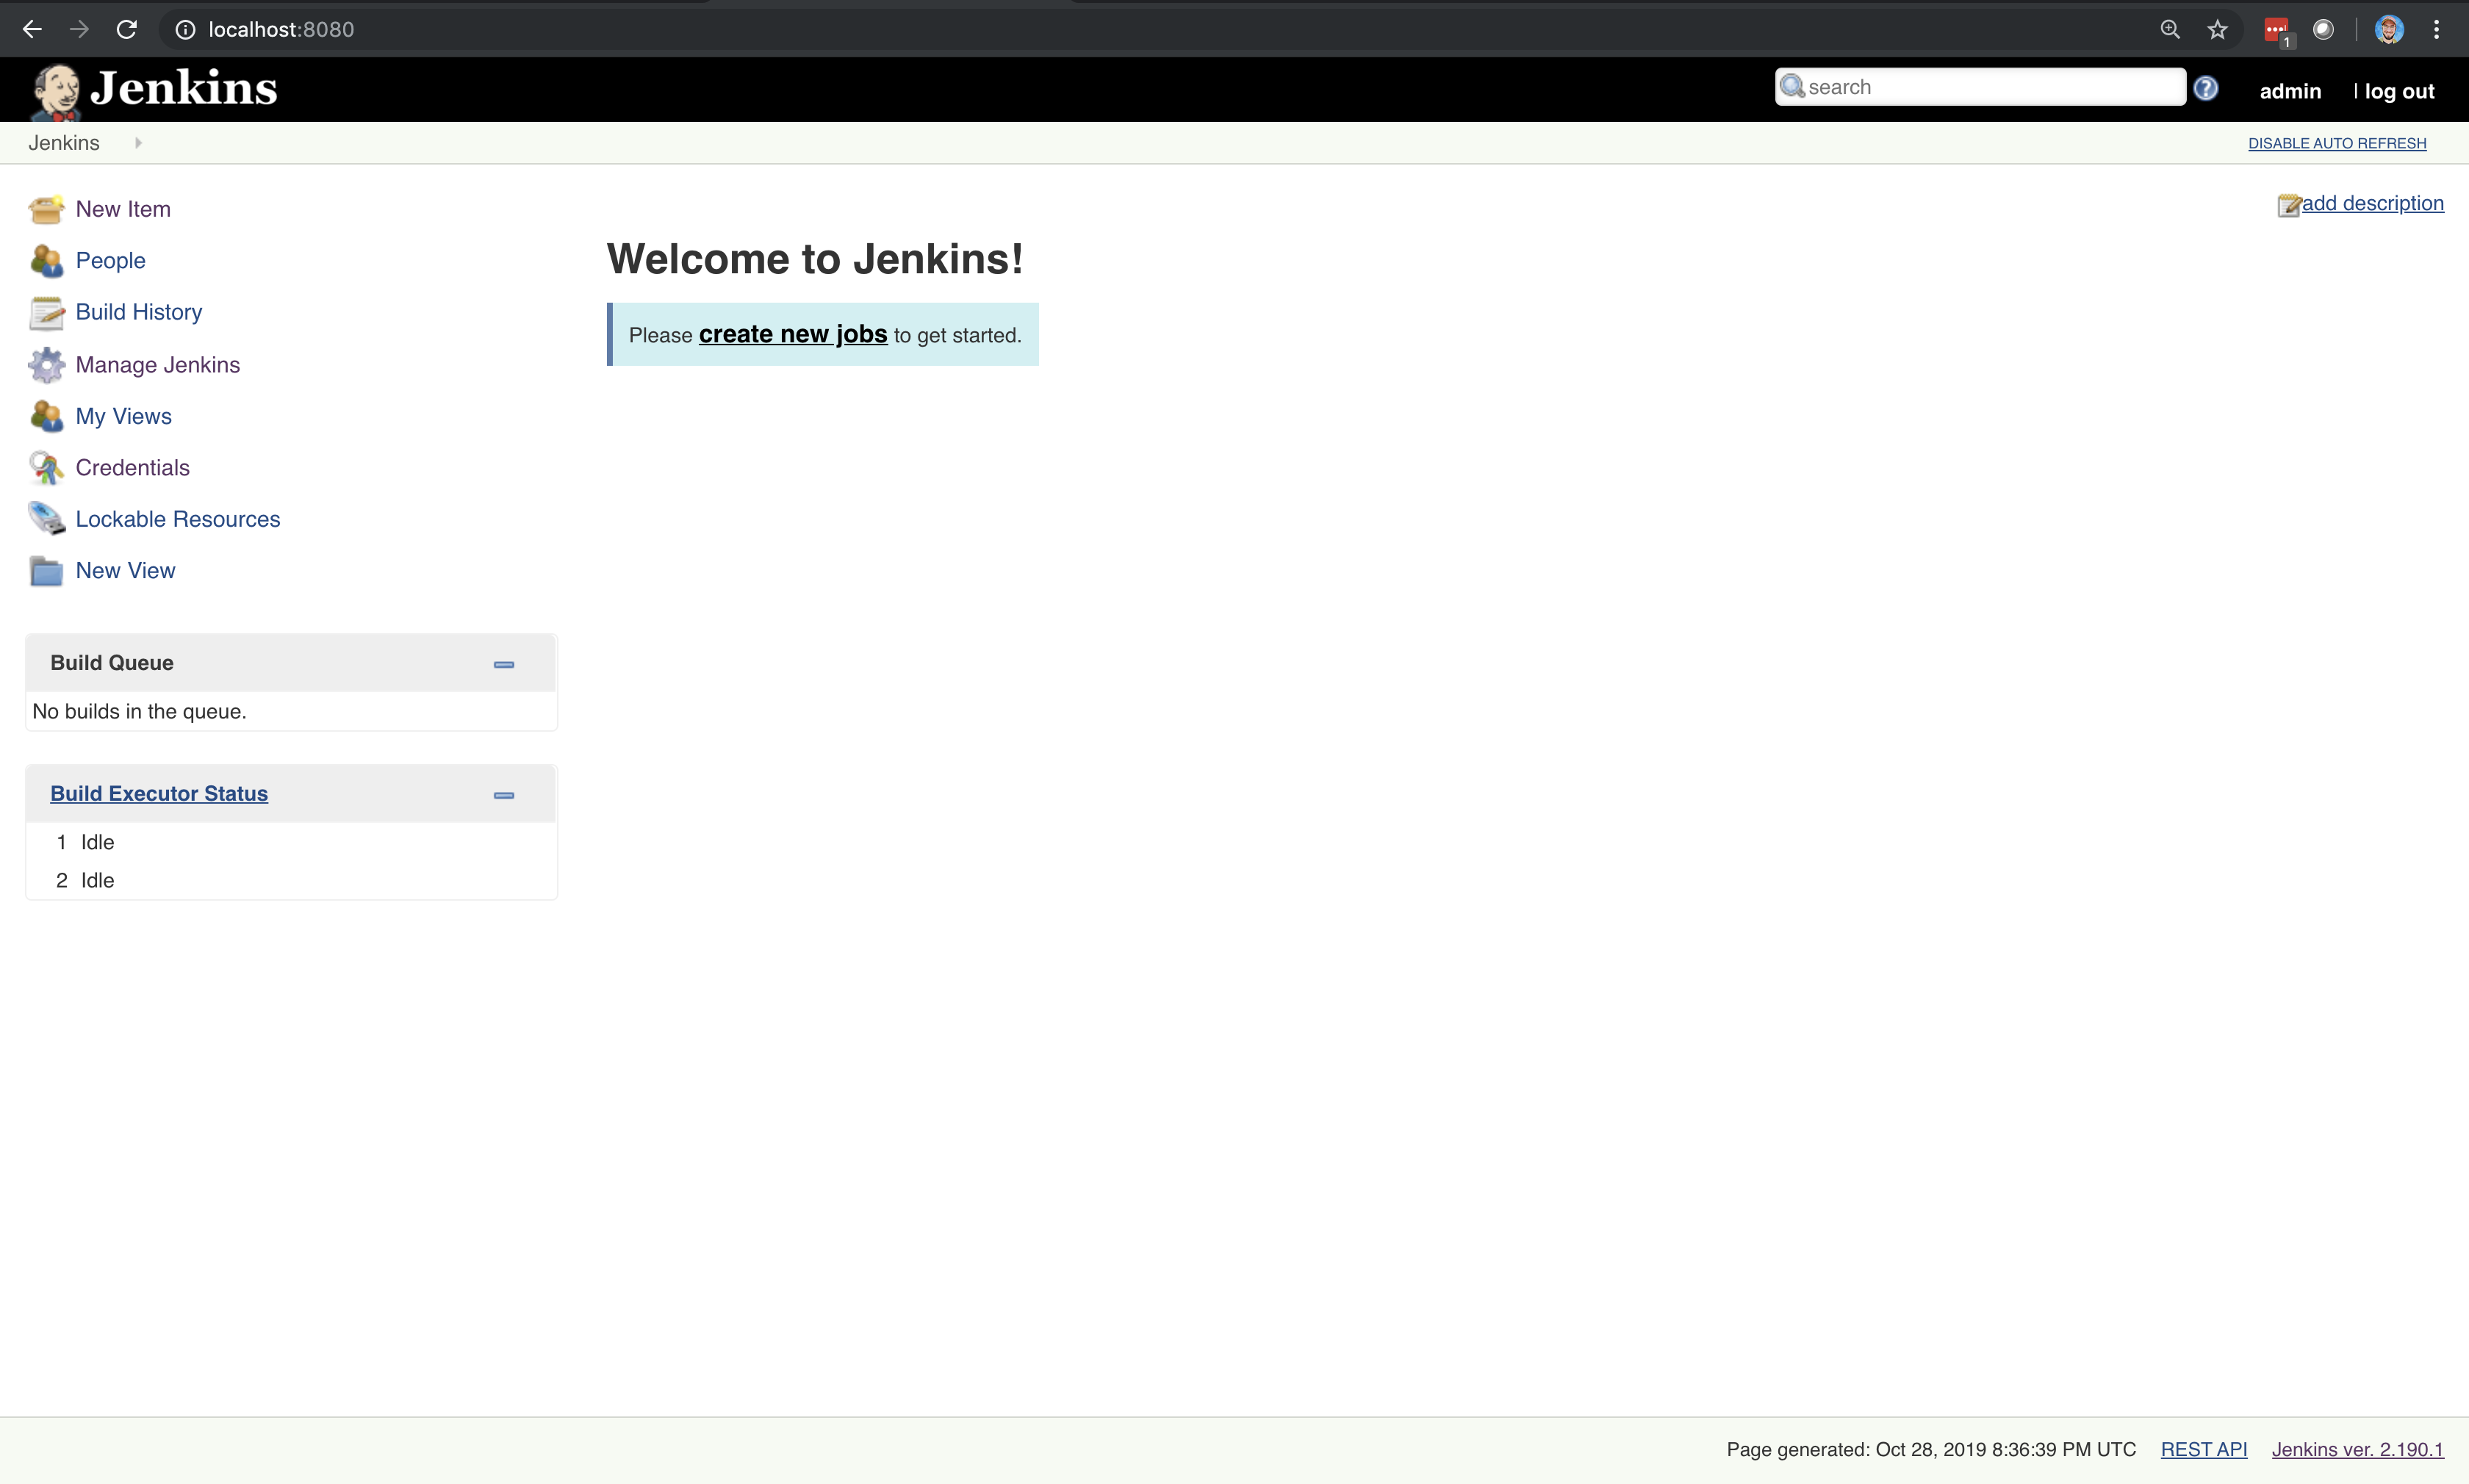 localhost:8080
1
Jenkins
search
?
admin
| log out
Jenkins
DISABLE AUTO REFRESH
New Item
add description
People
Welcome to Jenkins!
Build History
Please create new jobs to get started.
Manage Jenkins
My Views
Credentials
Lockable Resources
New View
Build Queue
No builds in the queue.
Build Executor Status
1 Idle
2 Idle
Page generated: Oct 28, 2019 8:36:39 PM UTC REST API Jenkins ver. 2.190.1